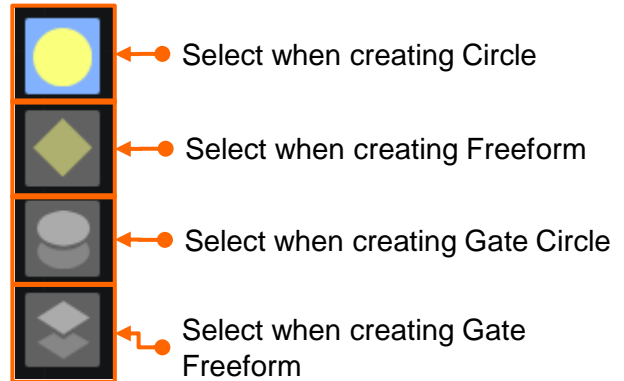 Select when creating Circle
Select when creating Freeform
Select when creating Gate Circle
Select when creating Gate
Freeform